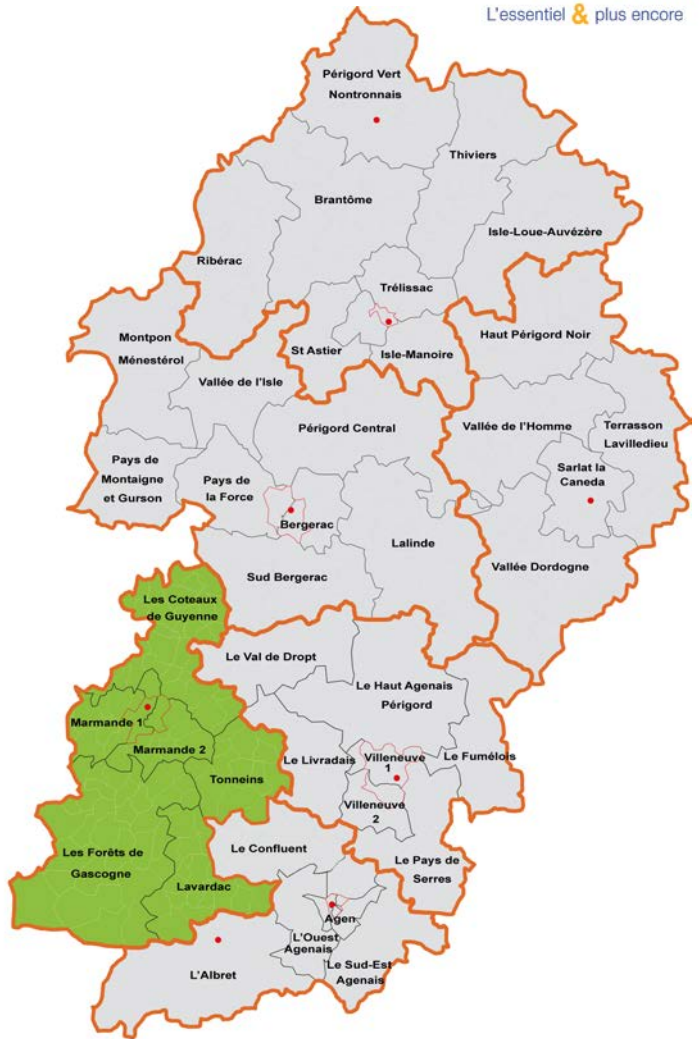 L'essentiel & plus encore
Périgord Vert
Nontronnais
Thiviers
Brantôme
Isle-Loue-Auvézère
Ribérac
Trélissac
Montpon
Ménestérol
St Astier
Isle-Manoire
Haut Périgord Noir
Vallée de l'Isle
Périgord Central
Vallée de l'Homme
Terrasson
Lavilledieu
Pays de
Montaigne
et Gurson
Pays de
la Force
Sarlat la
Caneda
Bergerac
Lalinde
Vallée Dordogne
Sud Bergerac
Les Coteaux
de Guyenne
Le Val de Dropt
Le Haut Agenais
Périgord
Marmande 1
Marmande 2
Le Livradais
Villeneuve
1
Le Fumélois
Tonneins
Villeneuve
2
Le Confluent
Les Forêts de
Gascogne
Le Pays de
Serres
Lavardac
Agen
L'Ouest
Agenais
Le Sud-Est
Agenais
L'Albret